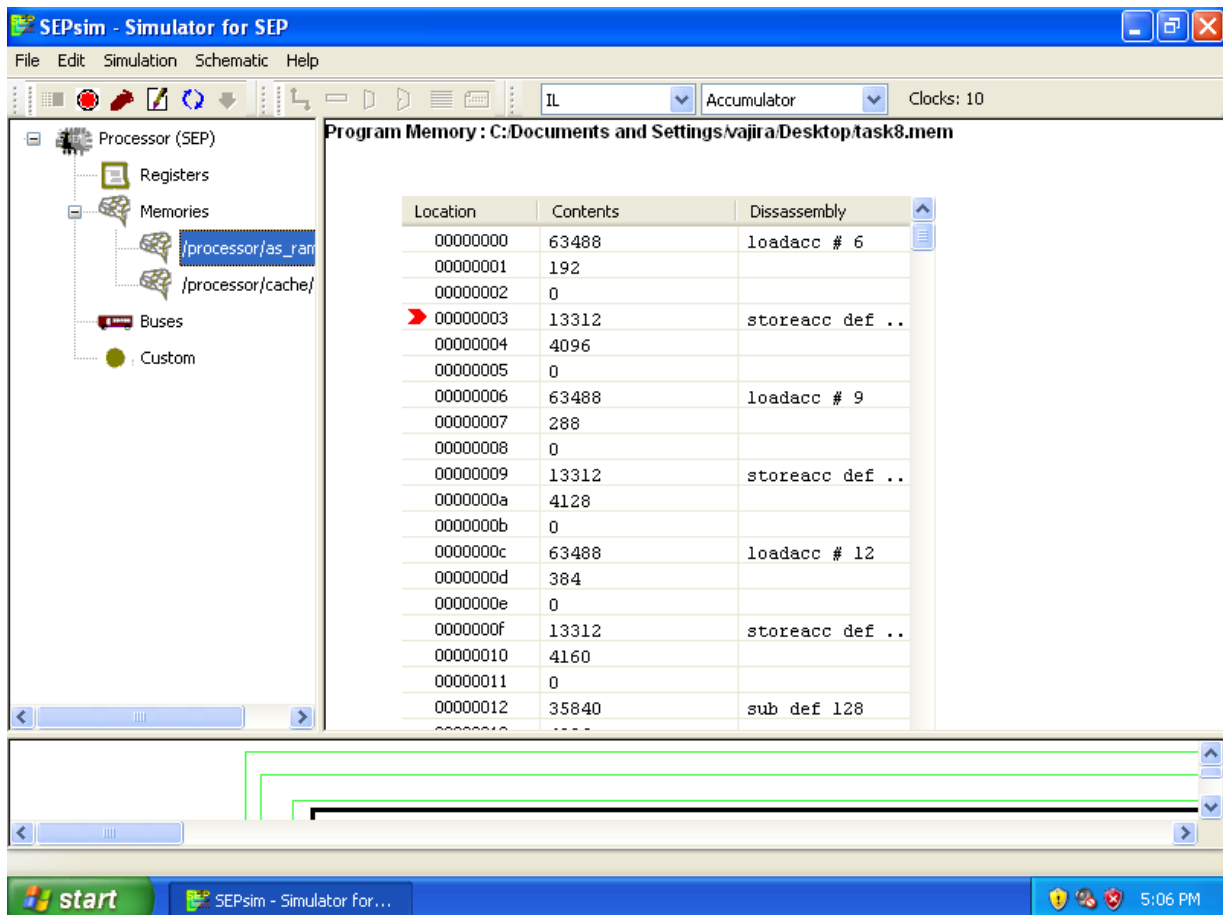 SEPsim - Simulator for SEP
File Edit Simulation Schematic Help
IL Accumulator Clocks: 10
Processor (SEP)
Registers
Memories
/processor/as_ram
/processor/cache/
Buses
Custom
Program Memory : C:/Documents and Settings/vajira/Desktop/task8.mem
Location Contents Dissassembly
00000000 63488 loadacc # 6
00000001 192
00000002 0
00000003 13312 storeacc def ..
00000004 4096
00000005 0
00000006 63488 loadacc # 9
00000007 288
00000008 0
00000009 13312 storeacc def ..
0000000a 4128
0000000b 0
0000000c 63488 loadacc # 12
0000000d 384
0000000e 0
0000000f 13312 storeacc def ..
00000010 4160
00000011 0
00000012 35840 sub def 128
start SEPsim - Simulator for... 5:06 PM